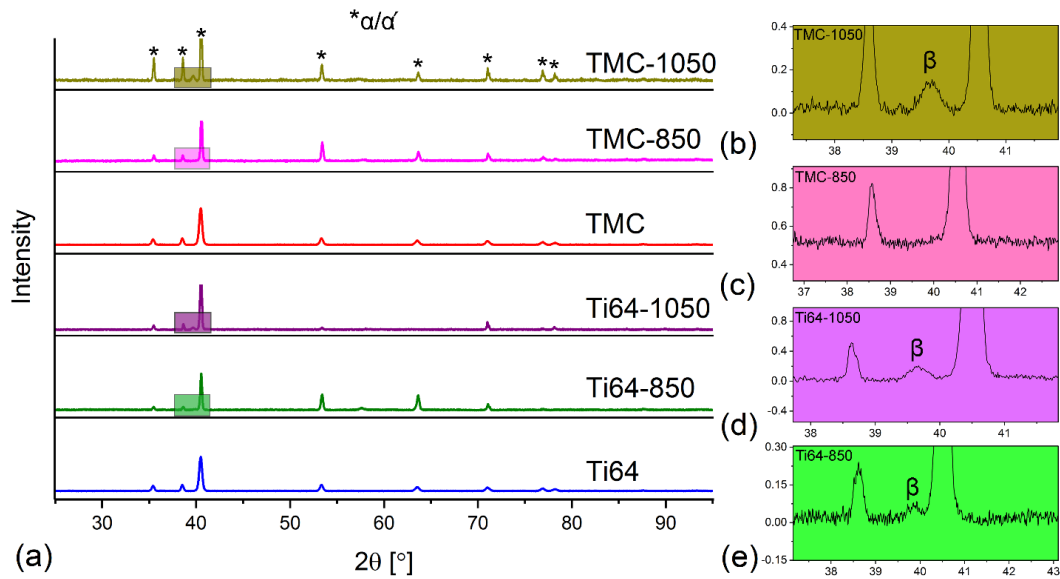 *α/α´
* * * * * * * *
TMC-1050
TMC-850
TMC
Ti64-1050
Ti64-850
Ti64
Intensity
30 40 50 60 70 80 90
2θ [°]
(a)
TMC-1050
β
0.4
0.2
0.0
38 39 40 41
(b)
TMC-850
0.8
0.6
0.4
37 38 39 40 41 42
(c)
Ti64-1050
β
0.8
0.4
0.0
-0.4
38 39 40 41
(d)
Ti64-850
β
0.30
0.15
0.00
-0.15
38 39 40 41 42 43
(e)